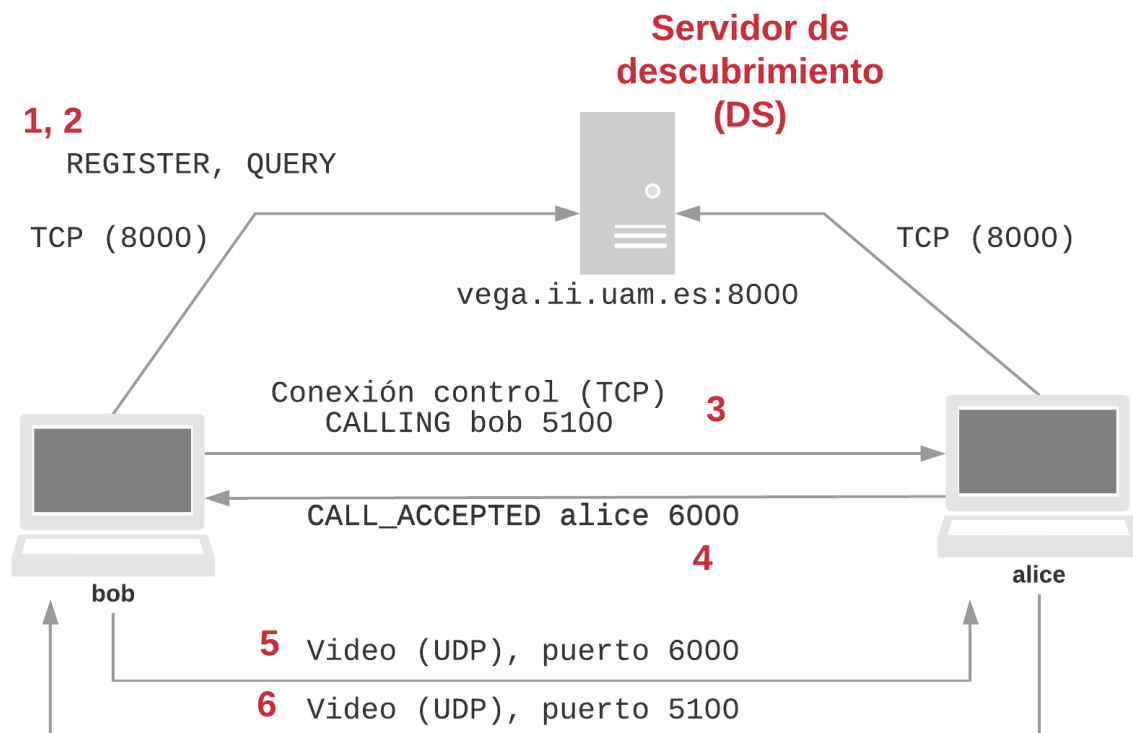 Servidor de
descubrimiento
(DS)
1, 2
REGISTER, QUERY
TCP (8000)
TCP (8000)
vega.ii.uam.es:8000
Conexión control (TCP)
CALLING bob 5100
3
CALL_ACCEPTED alice 6000
4
bob
alice
5 Video (UDP), puerto 6000
6 Video (UDP), puerto 5100